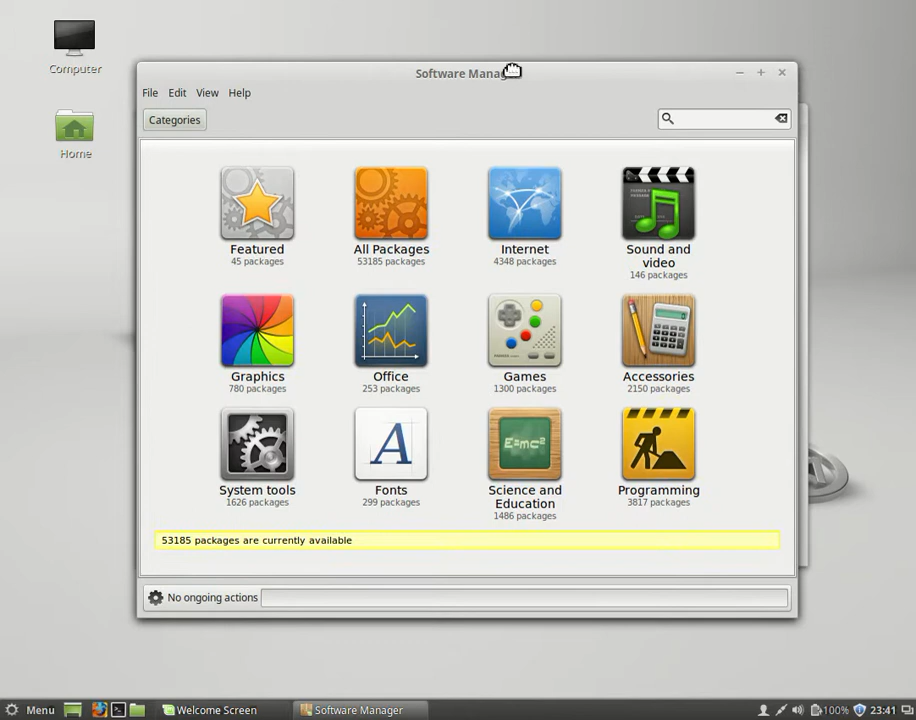 Computer
Home
Software Manag
File Edit View Help
Categories
Featured
45 packages
All Packages
53185 packages
Internet
4348 packages
Sound and
video
146 packages
Graphics
780 packages
Office
253 packages
Games
1300 packages
Accessories
2150 packages
System tools
1626 packages
A
Fonts
299 packages
E=mc²
Science and
Education
1486 packages
Programming
3817 packages
53185 packages are currently available
No ongoing actions
Menu
Welcome Screen
Software Manager
100%
23:41